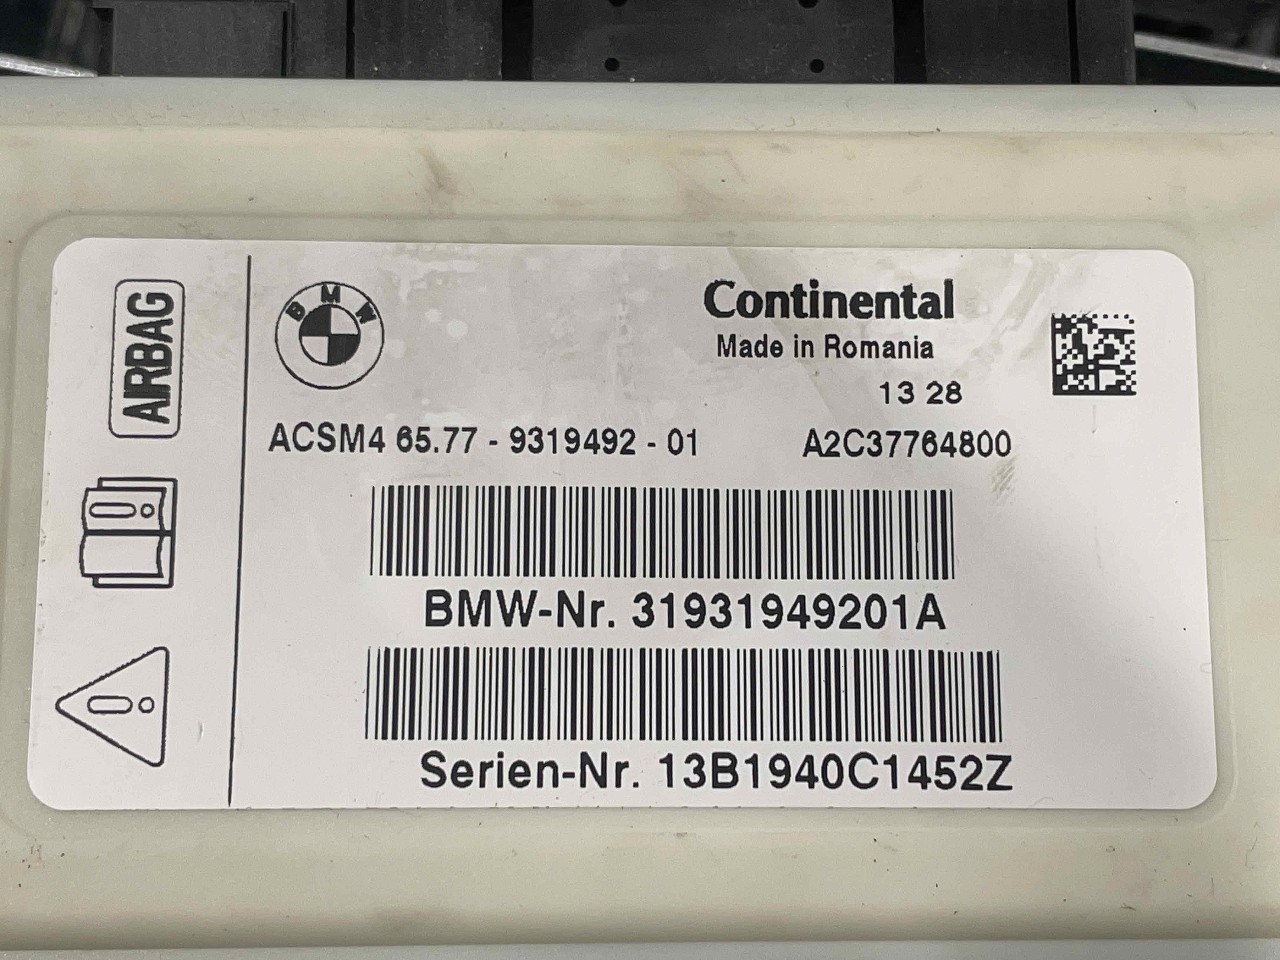 AIRBAG
BMW
Continental
Made in Romania
13 28
ACSM4 65.77 - 9319492 - 01
A2C37764800
BMW-Nr. 31931949201A
Serien-Nr. 13B1940C1452Z